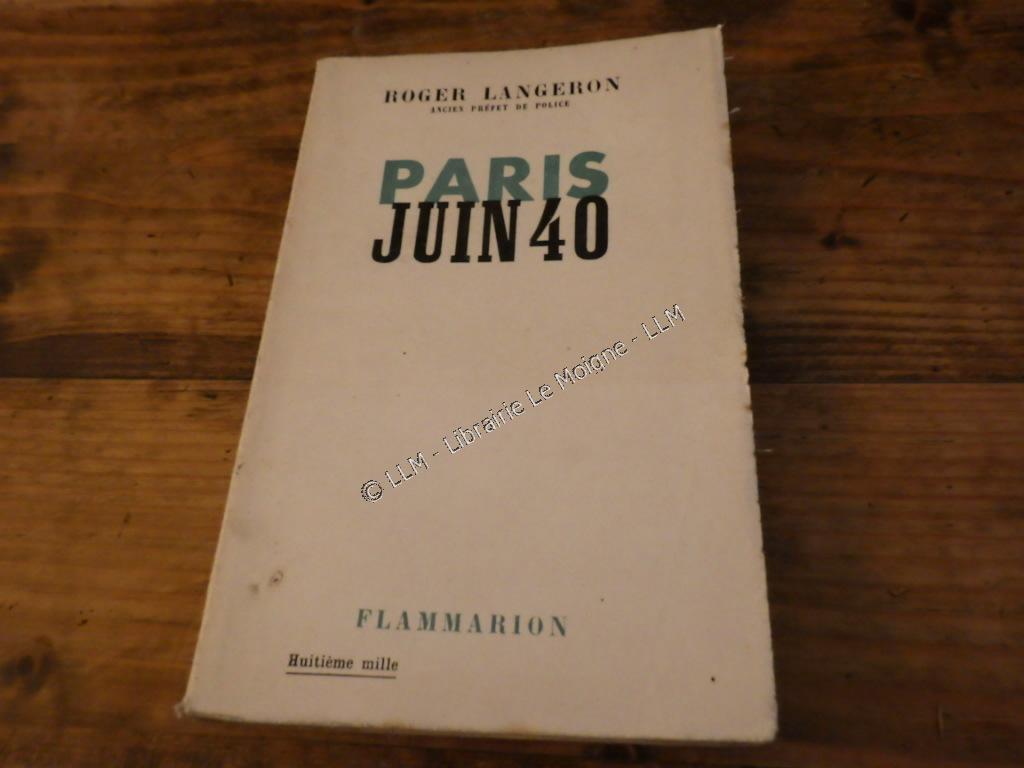 ROGER LANGERON
ANCIEN PRÉFET DE POLICE
PARIS
JUIN 40
© LLM - Librairie Le Moigne - LLM
FLAMMARION
Huitième mille